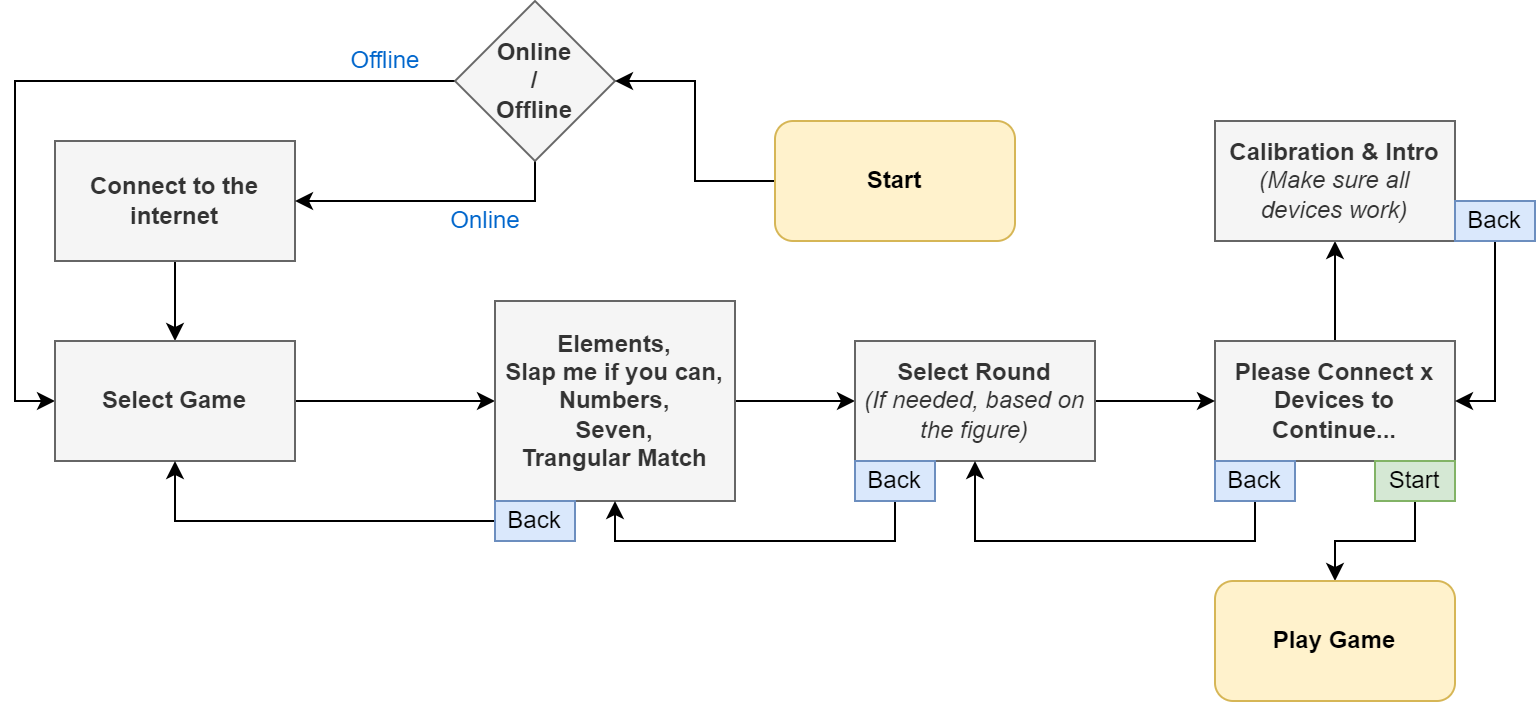 Offline
Online
/
Offline
Online
Start
Connect to the
internet
Calibration & Intro
(Make sure all
devices work)
Back
Select Game
Elements,
Slap me if you can,
Numbers,
Seven,
Trangular Match
Back
Select Round
(If needed, based on
the figure)
Back
Please Connect x
Devices to
Continue...
Back
Start
Play Game